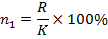 n₁ = R/K × 100%